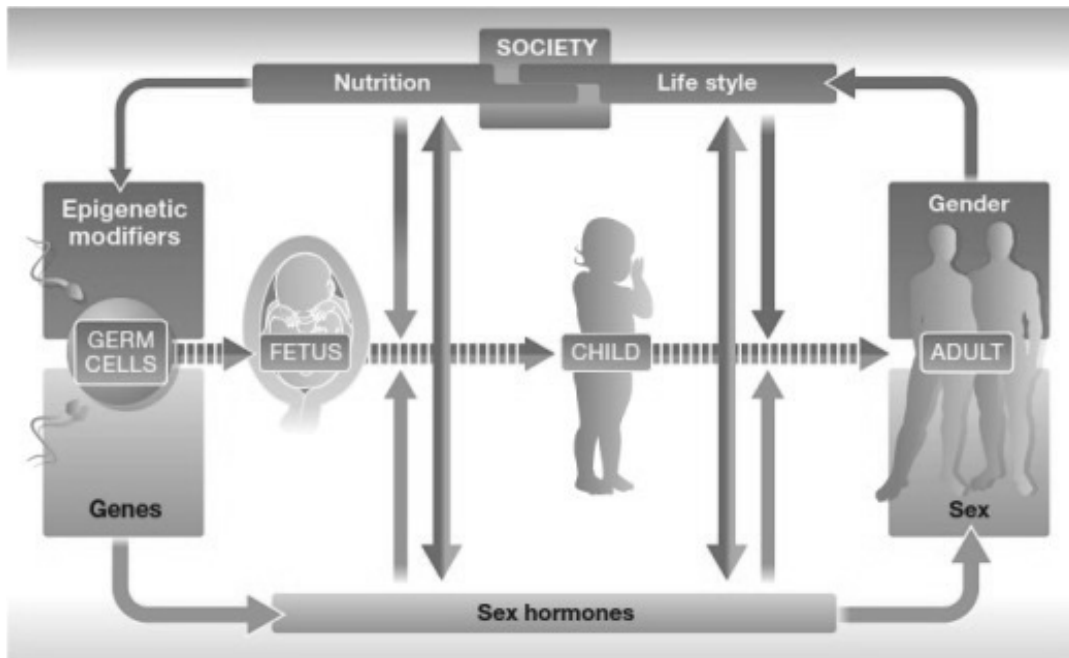 SOCIETY
Nutrition
Life style
Epigenetic
modifiers
Gender
GERM
CELLS
FETUS
CHILD
ADULT
Genes
Sex
Sex hormones